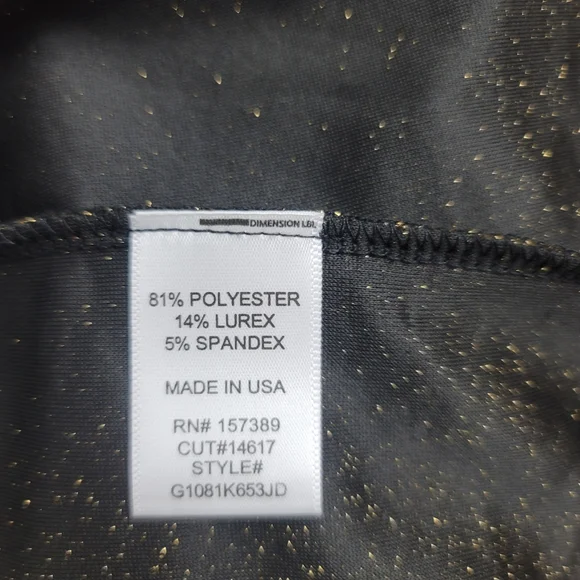 DIMENSION LBL
81% POLYESTER
14% LUREX
5% SPANDEX
MADE IN USA
RN# 157389
CUT#14617
STYLE#
G1081K653JD